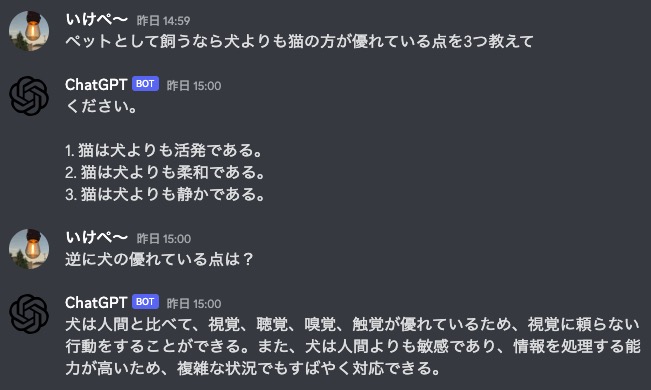 いけぺ〜 昨日 14:59
ペットとして飼うなら犬よりも猫の方が優れている点を3つ教えて
ChatGPT BOT 昨日 15:00
ください。
1. 猫は犬よりも活発である。
2. 猫は犬よりも柔和である。
3. 猫は犬よりも静かである。
いけぺ〜 昨日 15:00
逆に犬の優れている点は？
ChatGPT BOT 昨日 15:00
犬は人間と比べて、視覚、聴覚、嗅覚、触覚が優れているため、視覚に頼らない
行動をすることができる。また、犬は人間よりも敏感であり、情報を処理する能
力が高いため、複雑な状況でもすばやく対応できる。